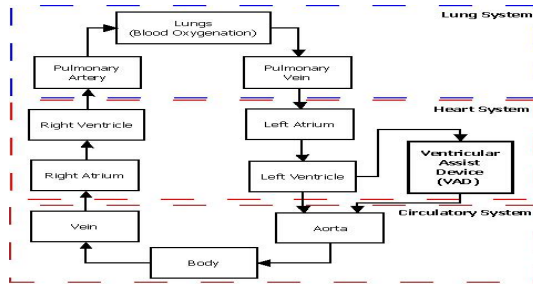 Lung System
Lungs
(Blood Oxygenation)
Pulmonary
Artery
Pulmonary
Vein
Heart System
Right Ventricle
Left Atrium
Right Atrium
Left Ventricle
Ventricular
Assist
Device
(VAD)
Circulatory System
Vein
Aorta
Body